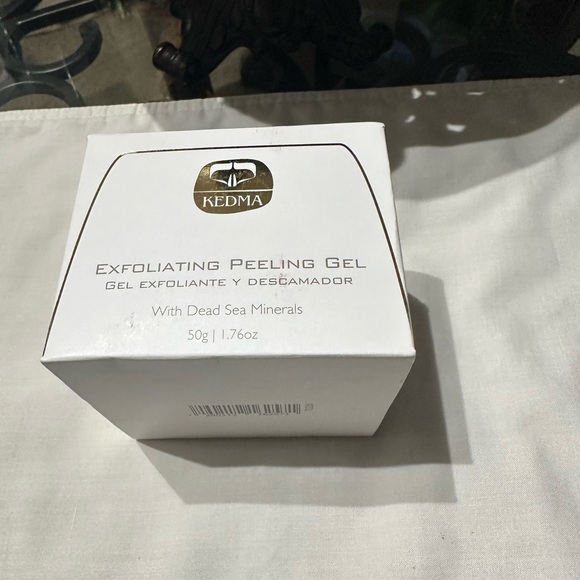 KEDMA
EXFOLIATING PEELING GEL
GEL EXFOLIANTE Y DESCAMADOR
With Dead Sea Minerals
50g | 1.76oz